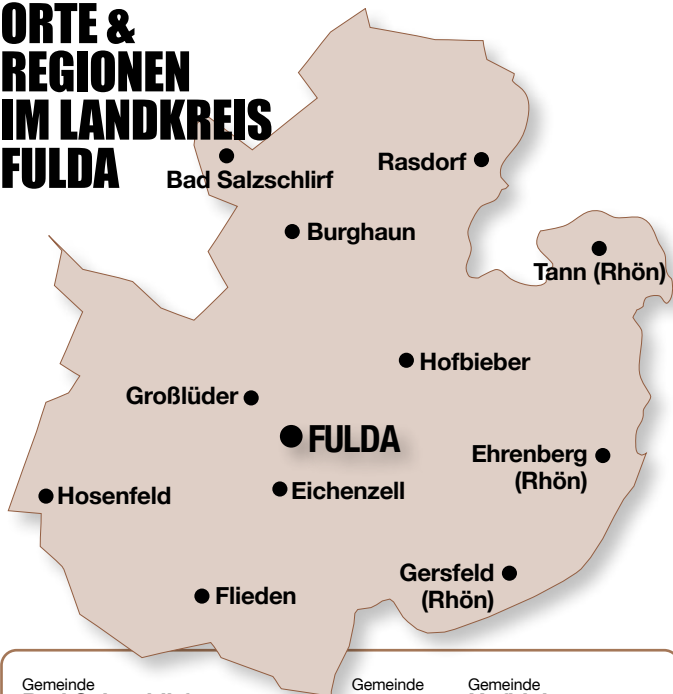 ORTE &
REGIONEN
IM LANDKREIS
FULDA
Bad Salzschlirf
Rasdorf
Burghaun
Tann (Rhön)
Hofbieber
Großlüder
FULDA
Ehrenberg
(Rhön)
Hosenfeld
Eichenzell
Gersfeld
(Rhön)
Flieden
Gemeinde
Gemeinde
Gemeinde